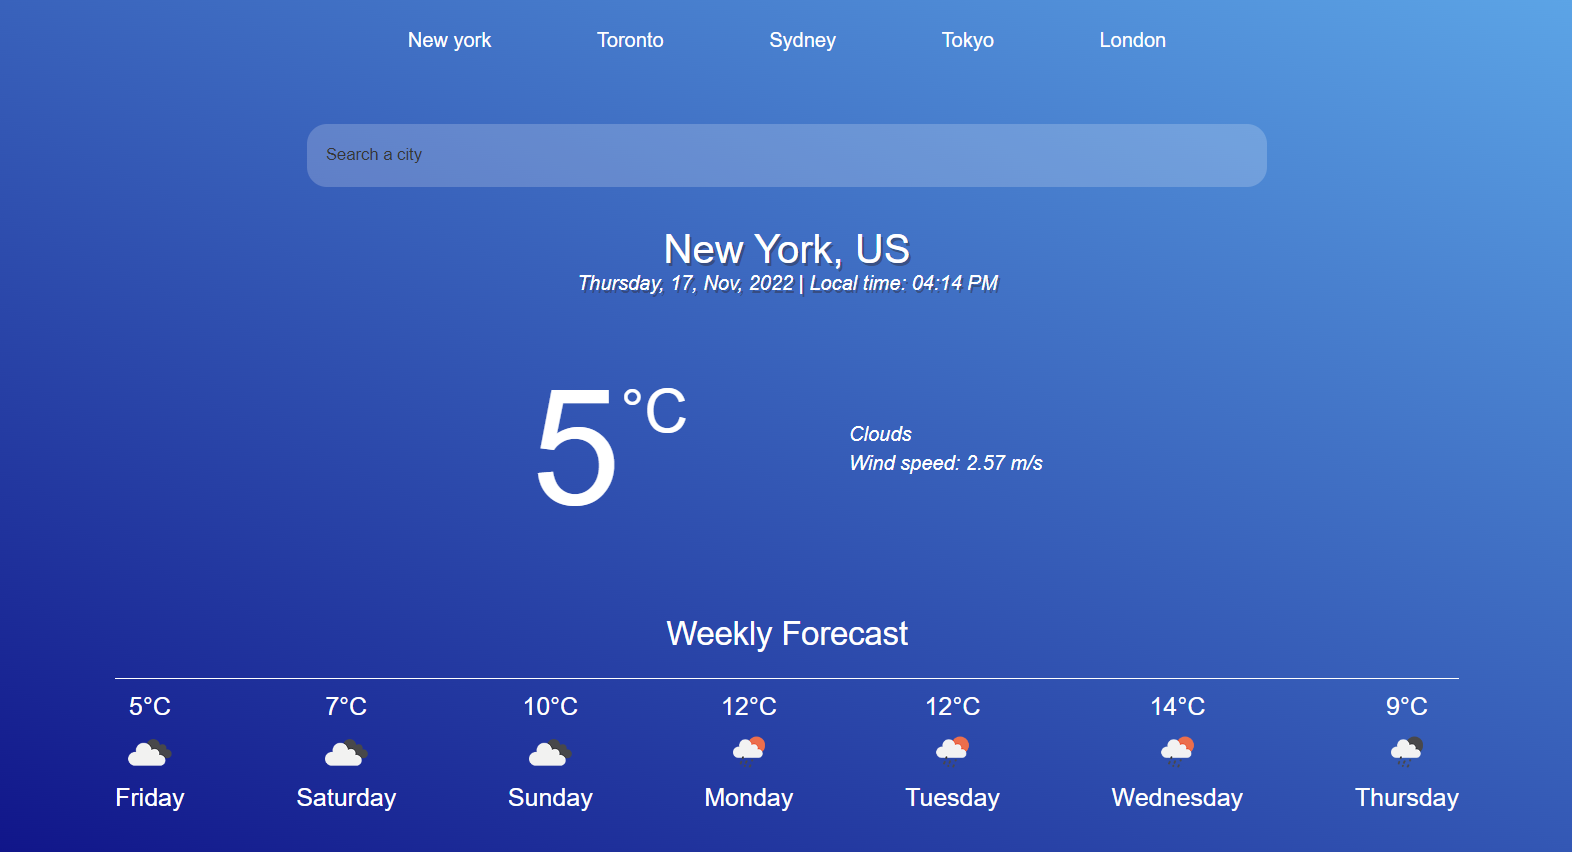 New york Toronto Sydney Tokyo London
Search a city
New York, US
Thursday, 17, Nov, 2022 | Local time: 04:14 PM
5°C
Clouds
Wind speed: 2.57 m/s
Weekly Forecast
5°C 7°C 10°C 12°C 12°C 14°C 9°C
Friday Saturday Sunday Monday Tuesday Wednesday Thursday